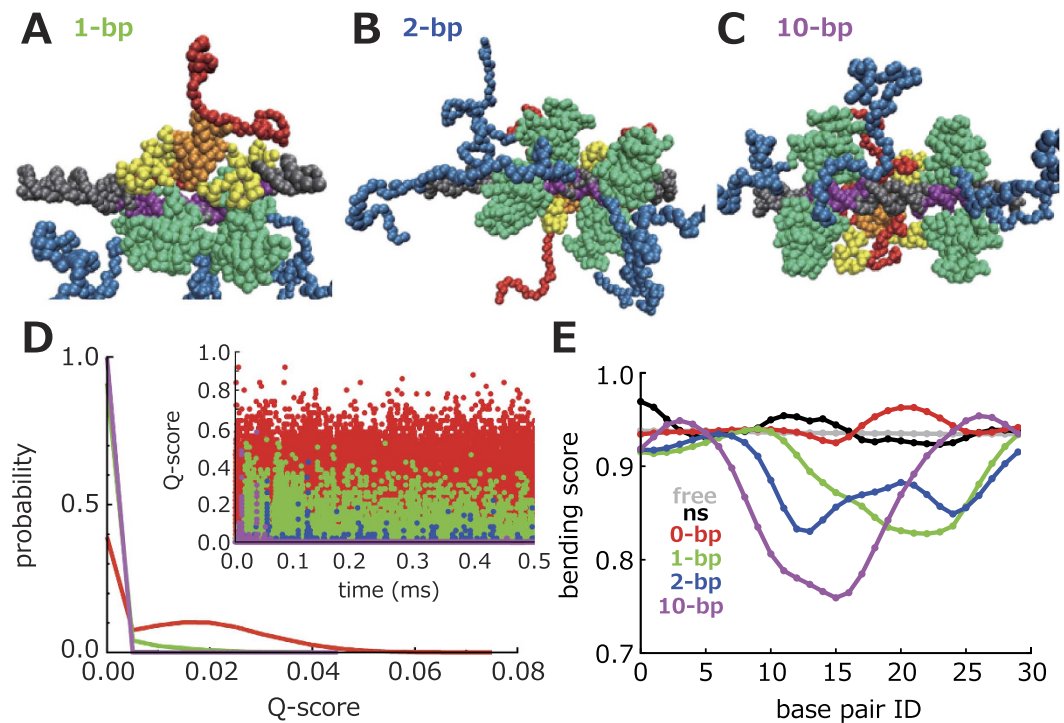 A 1-bp
B 2-bp
C 10-bp
D
1.0
0.5
0.0
probability
0.00 0.02 0.04 0.06 0.08
Q-score
1.0
0.8
0.6
0.4
0.2
0.0
Q-score
0.0 0.1 0.2 0.3 0.4 0.5
time (ms)
E
1.0
0.9
0.8
0.7
bending score
free
ns
0-bp
1-bp
2-bp
10-bp
0 5 10 15 20 25 30
base pair ID